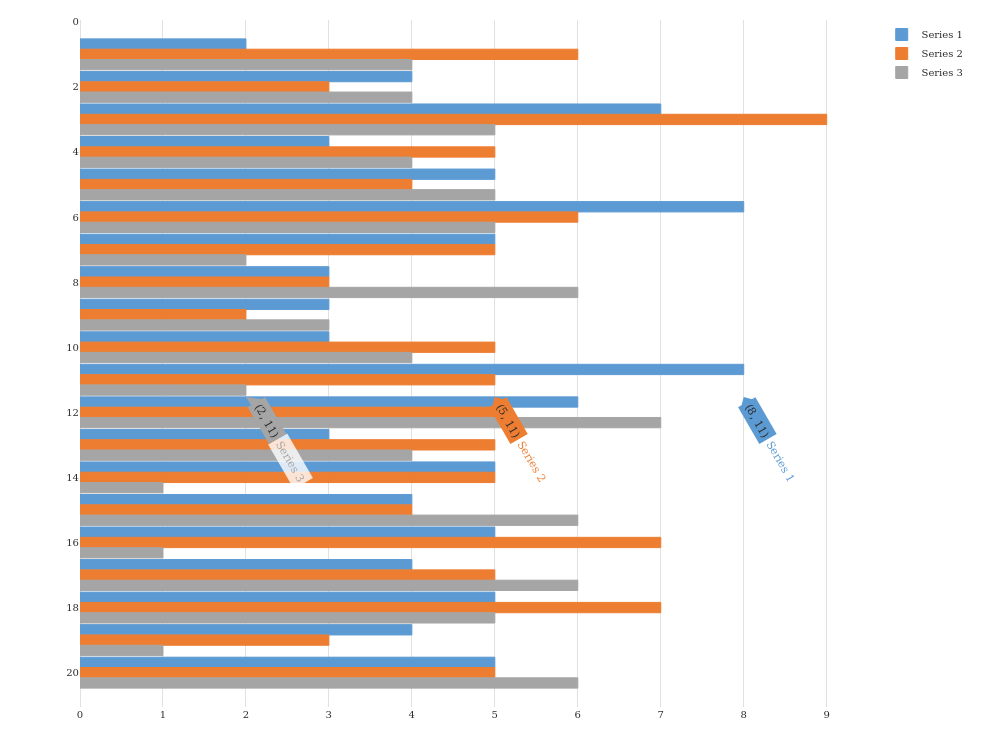 0
2
4
6
8
10
12
14
16
18
20
0 1 2 3 4 5 6 7 8 9
Series 1
Series 2
Series 3
(2, 11) Series 3
(5, 11) Series 2
(8, 11) Series 1